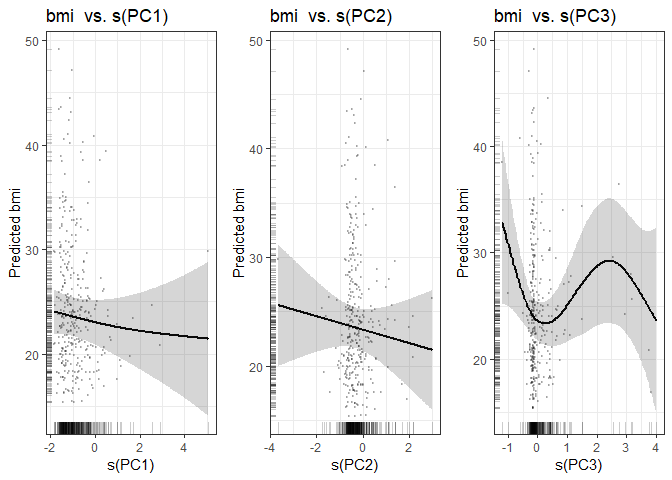 bmi  vs. s(PC1)
50
40
30
20
Predicted bmi
-2
0
2
4
s(PC1)
bmi  vs. s(PC2)
50
40
30
20
Predicted bmi
-4
-2
0
2
s(PC2)
bmi  vs. s(PC3)
50
40
30
20
Predicted bmi
-1
0
1
2
3
4
s(PC3)